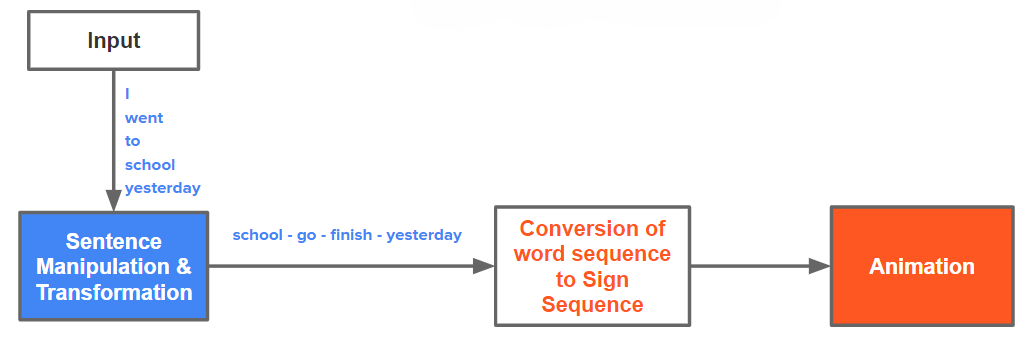 Input
I
went
to
school
yesterday
Sentence
Manipulation &
Transformation
school - go - finish - yesterday
Conversion of
word sequence
to Sign
Sequence
Animation